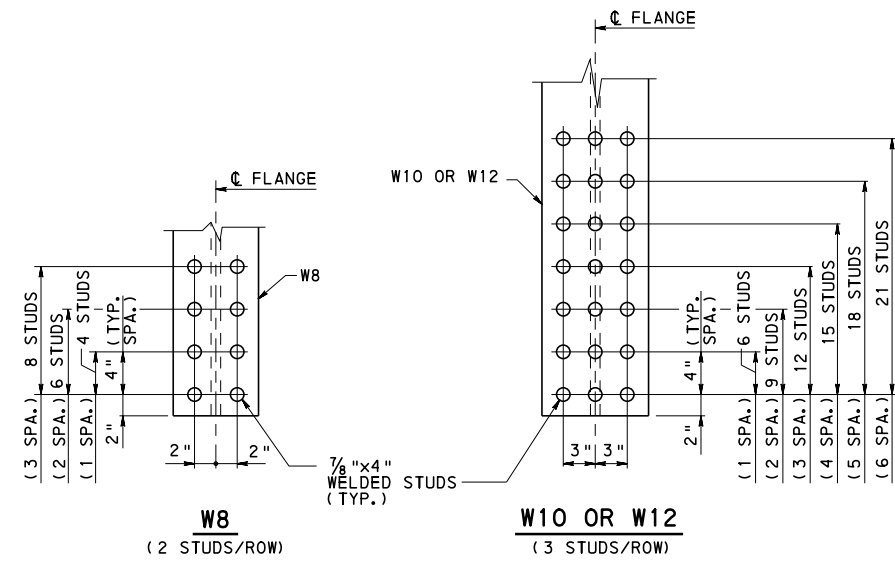 ℄ FLANGE
W10 OR W12
℄ FLANGE
W8
(3 SPA.) 8 STUDS
(2 SPA.) 6 STUDS
(1 SPA.) 4 STUDS
4" (TYP. SPA.)
2"
2"
2"
7/8"x4"
WELDED STUDS
(TYP.)
3"
3"
2"
4" (TYP. SPA.)
(1 SPA.) 6 STUDS
(2 SPA.) 9 STUDS
(3 SPA.) 12 STUDS
(4 SPA.) 15 STUDS
(5 SPA.) 18 STUDS
(6 SPA.) 21 STUDS
W8
(2 STUDS/ROW)
W10 OR W12
(3 STUDS/ROW)